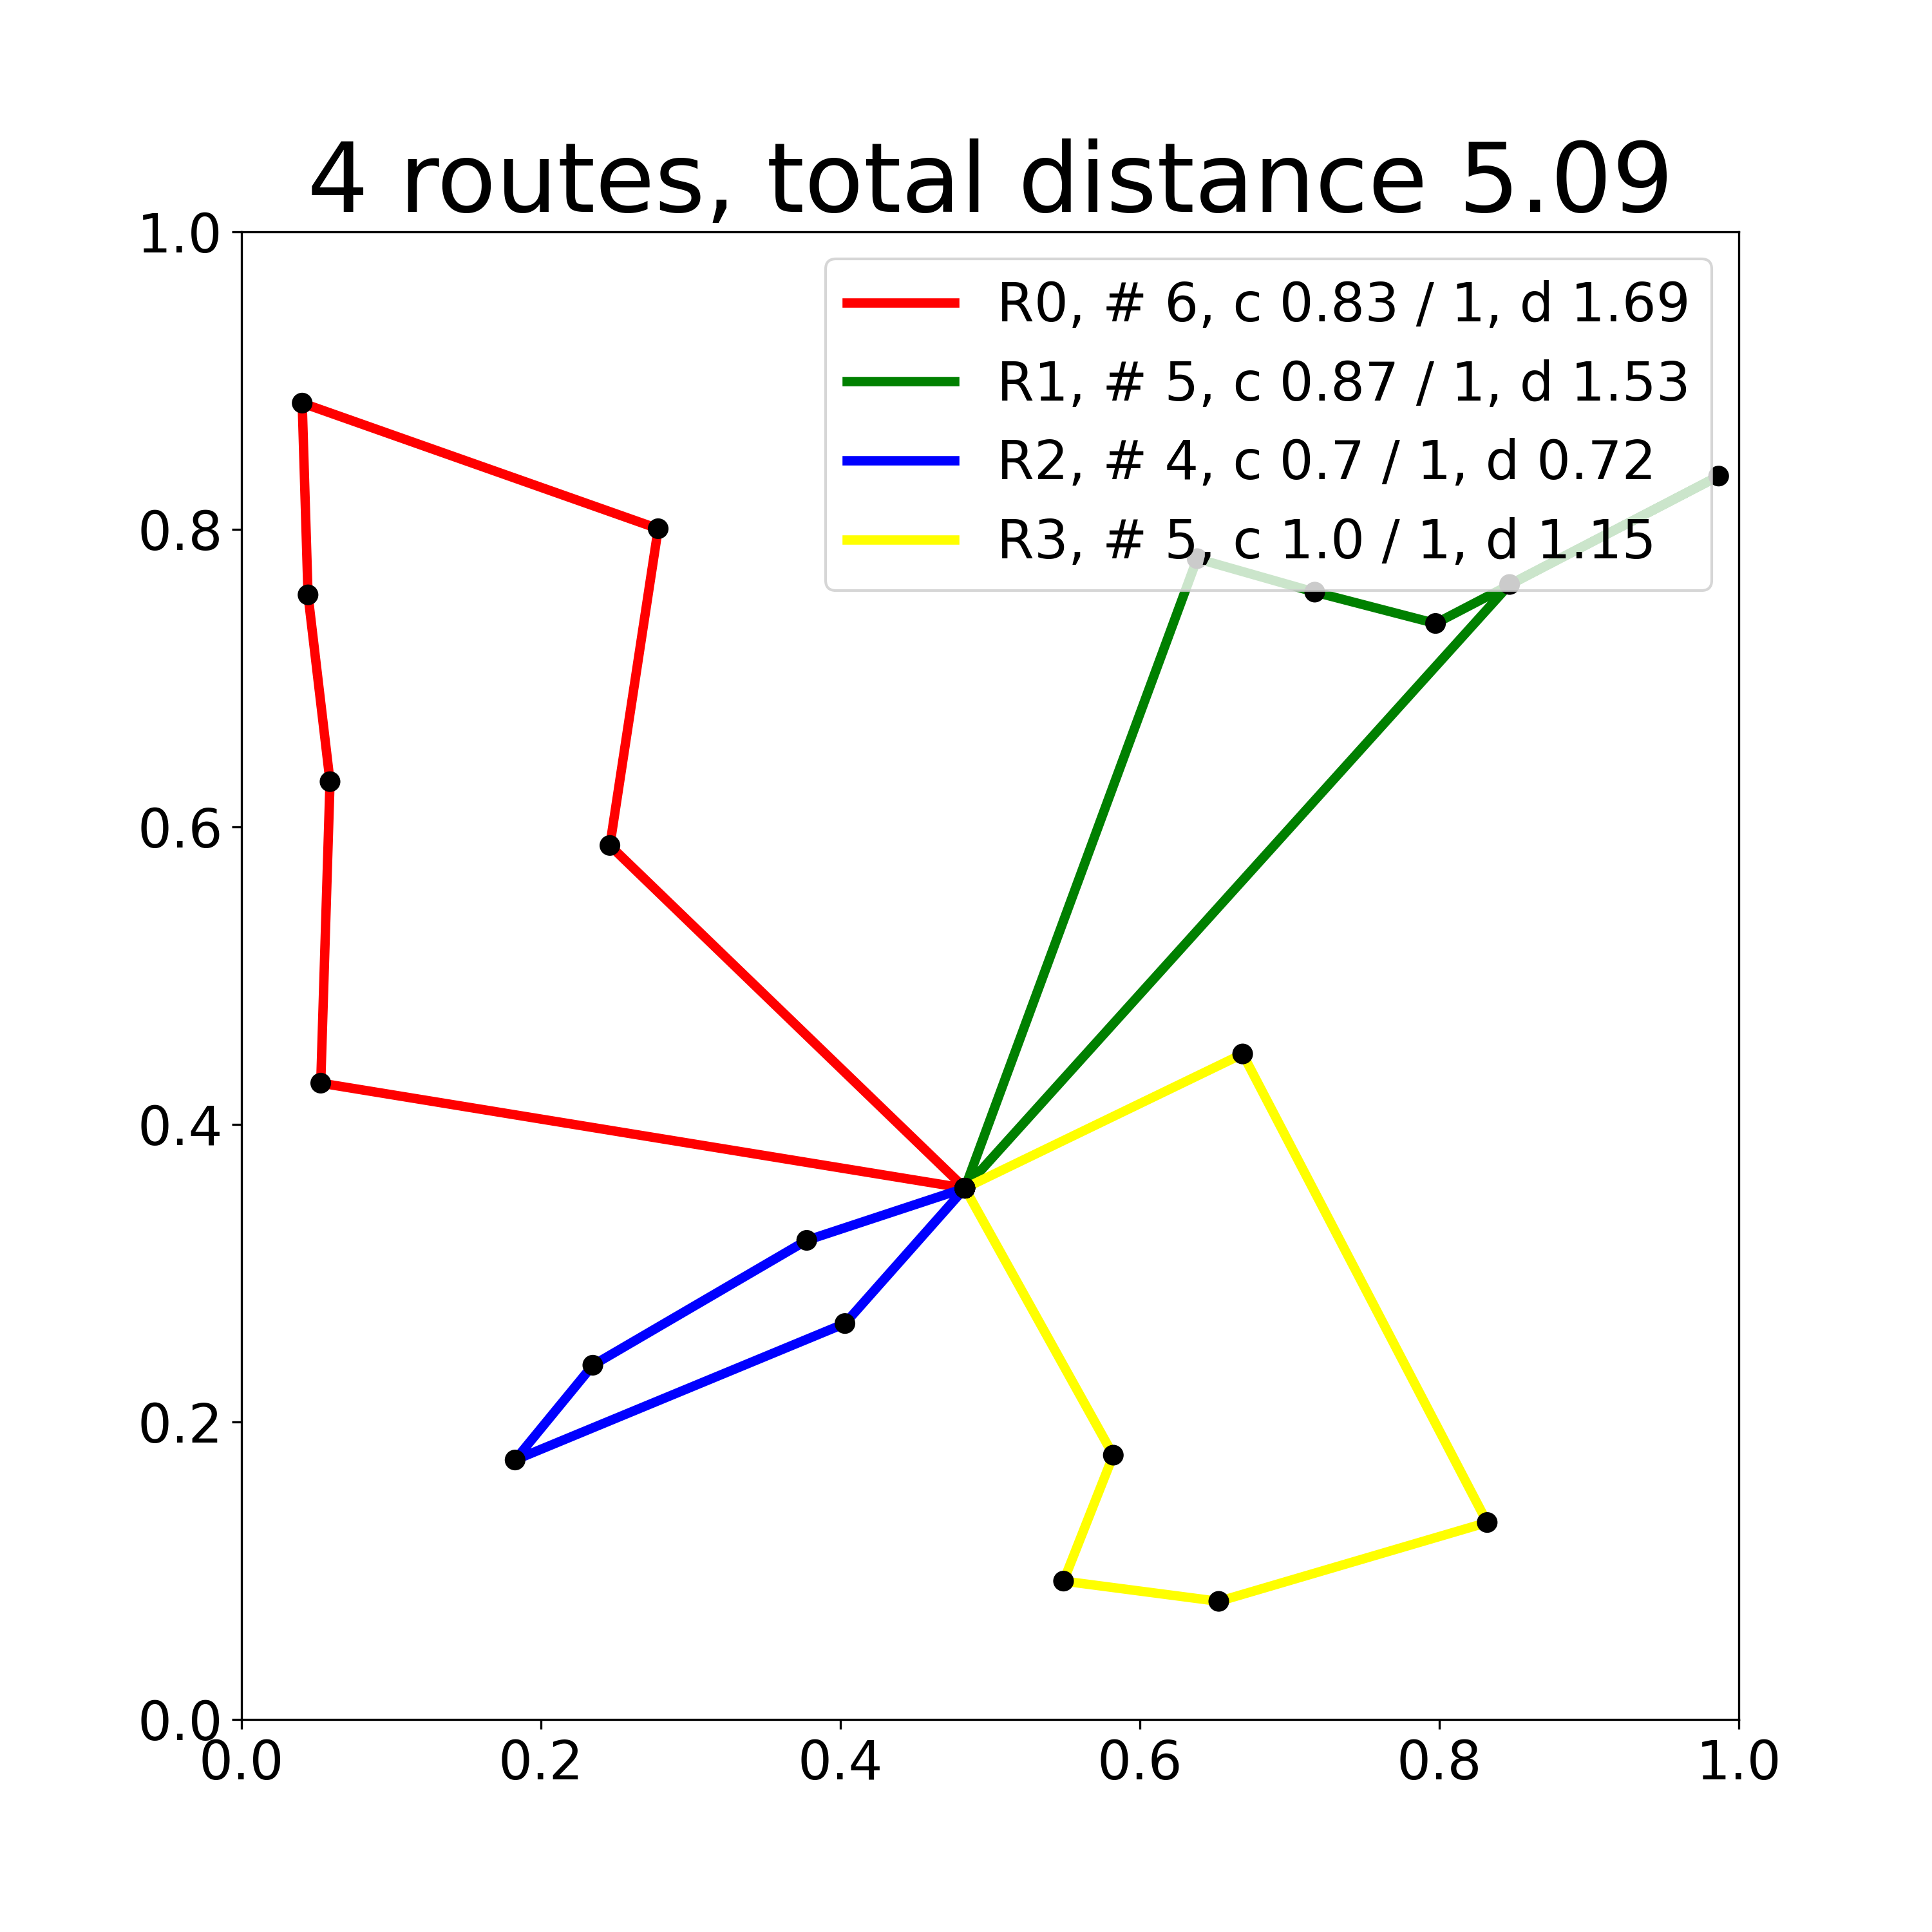 4 routes, total distance 5.09
R0, # 6, c 0.83 / 1, d 1.69
R1, # 5, c 0.87 / 1, d 1.53
R2, # 4, c 0.7 / 1, d 0.72
R3, # 5, c 1.0 / 1, d 1.15
1.0
0.8
0.6
0.4
0.2
0.0
0.0 0.2 0.4 0.6 0.8 1.0